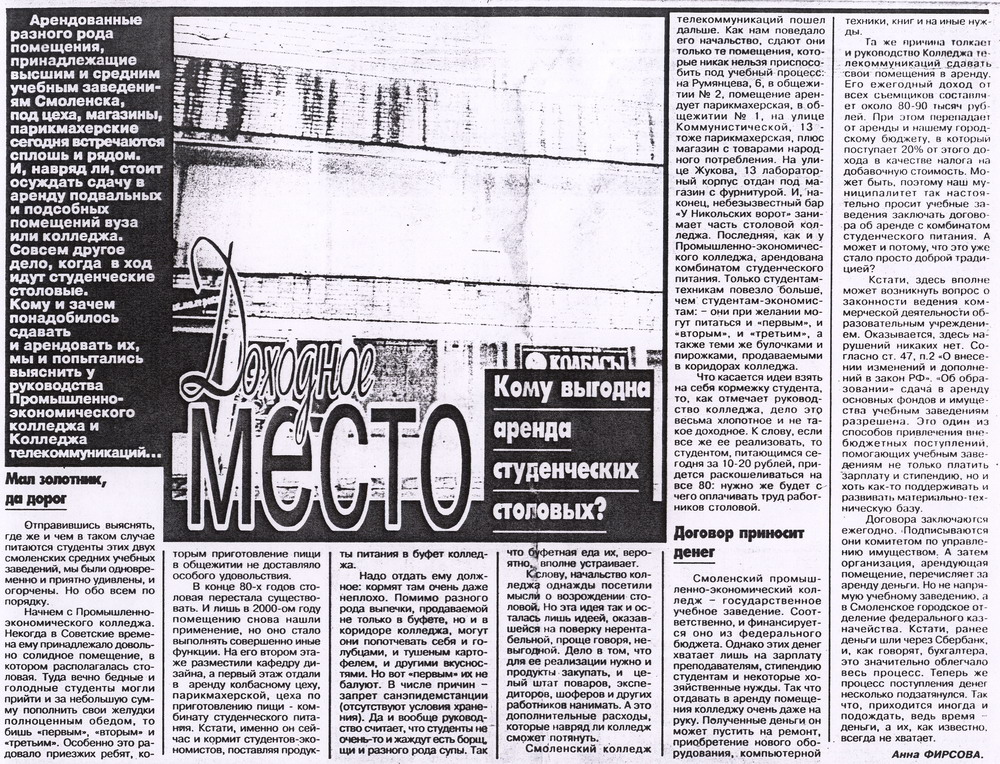 Арендованные
разного рода
помещения,
принадлежащие
высшим и средним
учебным заведени-
ям Смоленска,
под цеха, магазины,
парикмахерские
сегодня встречаются
сплошь и рядом.
И, навряд ли, стоит
осуждать сдачу в
аренду подвальных
и подсобных
помещений вуза
или колледжа.
Совсем другое
дело, когда в ход
идут студенческие
столовые.
Кому и зачем
понадобилось
сдавать
и арендовать их,
мы и попытались
выяснить у
руководства
Промышленно-
экономического
колледжа и
Колледжа
телекоммуникаций...
КОЛБАСЫ
Доходное
место
Кому выгодна
аренда
студенческих
столовых?
Мал золотник,
да дорог
Отправившись выяснять,
где же и чем в таком случае
питаются студенты этих двух
смоленских средних учебных
заведений, мы были одновре-
менно и приятно удивлены, и
огорчены. Но обо всем по
порядку.
Начнем с Промышленно-
экономического колледжа.
Некогда в Советские време-
на ему принадлежало доволь-
но солидное помещение, в
котором располагалась сто-
ловая. Туда вечно бедные и
голодные студенты могли
прийти и за небольшую сум-
му пополнить свои желудки
полноценным обедом, то
бишь «первым», «вторым» и
«третьим». Особенно это ра-
довало приезжих ребят, ко-
торым приготовление пищи
в общежитии не доставляло
особого удовольствия.
В конце 80-х годов сто-
ловая перестала существо-
вать. И лишь в 2000-ом году
помещению снова нашли
применение, но оно стало
выполнять совершенно иные
функции. На его втором эта-
же разместили кафедру ди-
зайна, а первый этаж отдали
в аренду колбасному цеху,
парикмахерской, цеха по
приготовлению пищи - ком-
бинату студенческого пита-
няя. Кстати, именно он сей-
час и кормит студентов-эко-
номистов, поставляя продук-
ты питания в буфет коллед-
жа.
Надо отдать ему долж-
ное: кормят там очень даже
неплохо. Помимо разного
рода выпечки, продаваемой
не только в буфете, но и в
коридоре колледжа, могут
они попотчевать себя и го-
лубцами, и тушеным карто-
фелем, и другими вкуснос-
тями. Но вот «первым» их не
балуют. В числе причин –
запрет санэпидемстанции
(отсутствуют условия хране-
ния). Да и вообще руковод-
ство считает, что студенты не
очень-то и жаждут есть борщ,
щи и разного рода супы. Так
что буфетная еда их, веро-
ятно, вполне устраивает.
К слову, начальство кол-
леджа однажды посетили
мысли о возрождении сто-
ловой. Но эта идея так и ос-
талась лишь идеей, оказав-
шейся на поверку нерента-
бельной, проще говоря, не-
выгодной. Дело в том, что
для ее реализации нужно и
продукты закупать, и це-
лый штат поваров, экспе-
диторов, шоферов и других
работников нанимать. А это
дополнительные расходы,
которые навряд ли колледж
сможет потянуть.
Смоленский колледж
телекоммуникаций пошел
дальше. Как нам поведало
его начальство, сдают они
только те помещения, кото-
рые никак нельзя приспосо-
бить под учебный процесс:
на Румянцева, 6, в общежи-
тии № 2, помещение арен-
дует парикмахерская, в об-
щежитии № 1, на улице
Коммунистической, 13 -
тоже парикмахерская, плюс
магазин с товарами народ-
ного потребления. На ули-
це Жукова, 13 лаборатор-
ный корпус отдан под ма-
газин с фурнитурой. И, на-
конец, небезызвестный бар
«У Никольских ворот» зани-
мает часть столовой кол-
леджа. Последняя, как и у
Промышленно-экономичес-
кого колледжа, арендована
комбинатом студенческого
питания. Только студентам-
техникам повезло больше,
чем студентам-экономис-
там: – они при желании мо-
гут питаться и «первым», и
«вторым», и «третьим», а
также теми же булочками и
пирожками, продаваемыми
в коридорах колледжа.
Что касается идеи взять
на себя кормежку студента,
то, как отмечает руковод-
ство колледжа, дело это
весьма хлопотное и не та-
кое доходное. К слову, если
все же ее реализовать, то
студентом, питающимся се-
годня за 10-20 рублей, при-
дется раскошеливаться на
все 80: нужно же будет с
чего оплачивать труд работ-
ников столовой.
Договор приносит
денег
Смоленский промыш-
ленно-экономический кол-
ледж – государственное
учебное заведение. Соот-
ветственно, и финансирует-
ся оно из федерального
бюджета. Однако этих денег
хватает лишь на зарплату
преподавателям, стипендию
студентам и некоторые хо-
зяйственные нужды. Так что
отдавать в аренду помеще-
ния колледжу очень даже на
руку. Полученные деньги он
может пустить на ремонт,
приобретение нового обо-
рудования, компьютерной
техники, книг и на иные нуж-
ды.
Та же причина толкает
и руководство Колледжа те-
лекоммуникаций сдавать
свои помещения в аренду.
Его ежегодный доход от
всех съемщиков составля-
ет около 80-90 тысяч руб-
лей. При этом перепадает
от аренды и нашему город-
скому бюджету, в который
поступает 20% от этого до-
хода в качестве налога на
добавочную стоимость. Мо-
жет быть, поэтому наш му-
ниципалитет так настоя-
тельно просит учебные за-
ведения заключать догово-
ра об аренде с комбинатом
студенческого питания. А
может и потому, что это уже
стало просто доброй тради-
цией?
Кстати, здесь вполне
может возникнуть вопрос о
законности ведения ком-
мерческой деятельности об-
разовательным учреждени-
ем. Оказывается, здесь на-
рушений никаких нет. Со-
гласно ст. 47, п.2 «О внесе-
нии изменений и дополне-
ний в закон РФ». «Об обра-
зовании» сдача в аренду
основных фондов и имуще-
ства учебным заведениям
разрешена. Это один из
способов привлечения вне-
бюджетных поступлений,
помогающих учебным заве-
дениям не только платить
зарплату и стипендию, но и
хоть как-то поддерживать и
развивать материально-тех-
ническую базу.
Договора заключаются
ежегодно. Подписываются
они комитетом по управле-
нию имуществом. А затем
организация, арендующая
помещение, перечисляет за
аренду деньги. Но не напря-
мую учебному заведению, а
в Смоленское городское от-
деление федерального каз-
начейства. Кстати, ранее
деньги шли через Сбербанк,
и, как говорят, бухгалтера,
это значительно облегчало
весь процесс. Теперь же
процесс поступления денег
несколько подзатянулся. Так
что, приходится иногда и
подождать, ведь время –
деньги, а их, как известно,
всегда не хватает.
Анна ФИРСОВА.